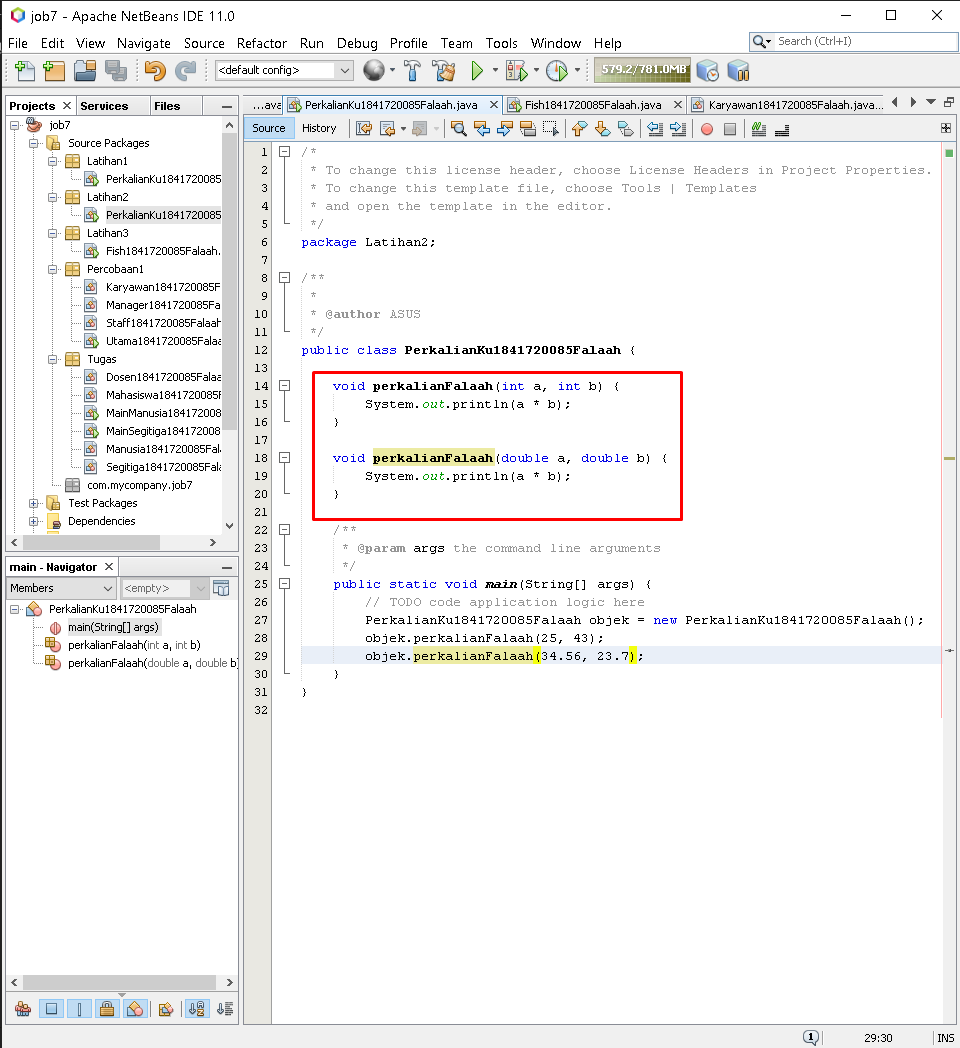 job7 - Apache NetBeans IDE 11.0
File Edit View Navigate Source Refactor Run Debug Profile Team Tools Window Help
Search (Ctrl+I)
<default config>
579.2/781.0MB
Projects Services Files
job7
Source Packages
Latihan1
PerkalianKu1841720085
Latihan2
PerkalianKu1841720085
Latihan3
Fish1841720085Falaah.
Percobaan1
Karyawan1841720085F
Manager1841720085Fa
Staff1841720085Falaah
Utama1841720085Falaa
Tugas
Dosen1841720085Falaa
Mahasiswa1841720085
MainManusia184172008
MainSegitiga184172008
Manusia1841720085Fal
Segitiga1841720085Fala
com.mycompany.job7
Test Packages
Dependencies
main - Navigator
Members <empty>
PerkalianKu1841720085Falaah
main(String[] args)
perkalianFalaah(int a, int b)
perkalianFalaah(double a, double b)
...ava PerkalianKu1841720085Falaah.java Fish1841720085Falaah.java Karyawan1841720085Falaah.java...
Source History
1 /*
2 * To change this license header, choose License Headers in Project Properties.
3 * To change this template file, choose Tools | Templates
4 * and open the template in the editor.
5 */
6 package Latihan2;
7
8 /**
9 *
10 * @author ASUS
11 */
12 public class PerkalianKu1841720085Falaah {
13
14 void perkalianFalaah(int a, int b) {
15 System.out.println(a * b);
16 }
17
18 void perkalianFalaah(double a, double b) {
19 System.out.println(a * b);
20 }
21
22 /**
23 * @param args the command line arguments
24 */
25 public static void main(String[] args) {
26 // TODO code application logic here
27 PerkalianKu1841720085Falaah objek = new PerkalianKu1841720085Falaah();
28 objek.perkalianFalaah(25, 43);
29 objek.perkalianFalaah(34.56, 23.7);
30 }
31 }
32
1 29:30 INS